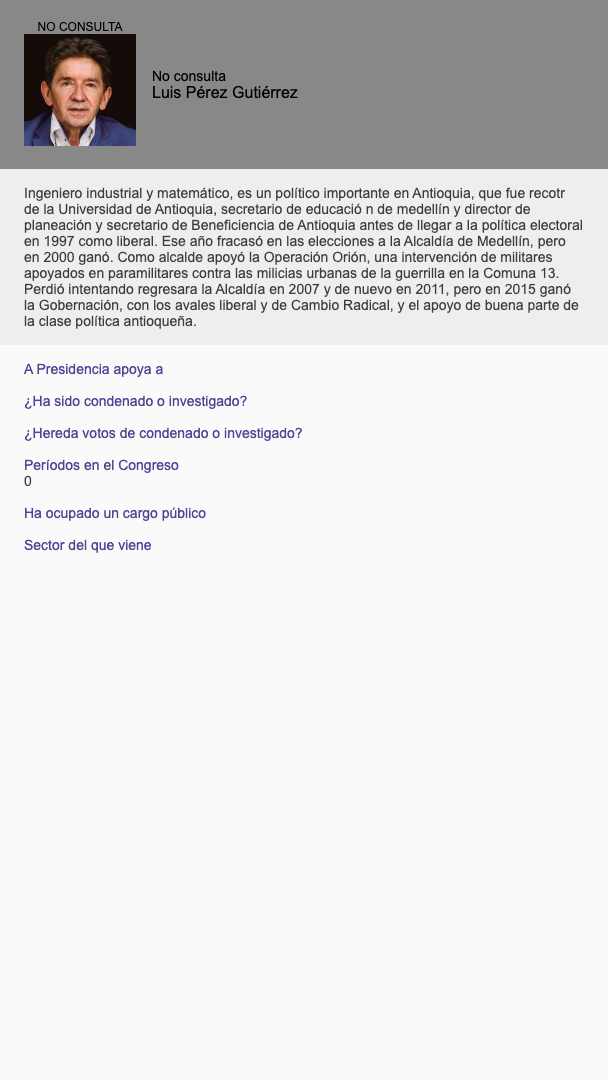 NO CONSULTA
No consulta
Luis Pérez Gutiérrez
Ingeniero industrial y matemático, es un político importante en Antioquia, que fue recotr
de la Universidad de Antioquia, secretario de educació n de medellín y director de
planeación y secretario de Beneficiencia de Antioquia antes de llegar a la política electoral
en 1997 como liberal. Ese año fracasó en las elecciones a la Alcaldía de Medellín, pero
en 2000 ganó. Como alcalde apoyó la Operación Orión, una intervención de militares
apoyados en paramilitares contra las milicias urbanas de la guerrilla en la Comuna 13.
Perdió intentando regresara la Alcaldía en 2007 y de nuevo en 2011, pero en 2015 ganó
la Gobernación, con los avales liberal y de Cambio Radical, y el apoyo de buena parte de
la clase política antioqueña.
A Presidencia apoya a
¿Ha sido condenado o investigado?
¿Hereda votos de condenado o investigado?
Períodos en el Congreso
0
Ha ocupado un cargo público
Sector del que viene